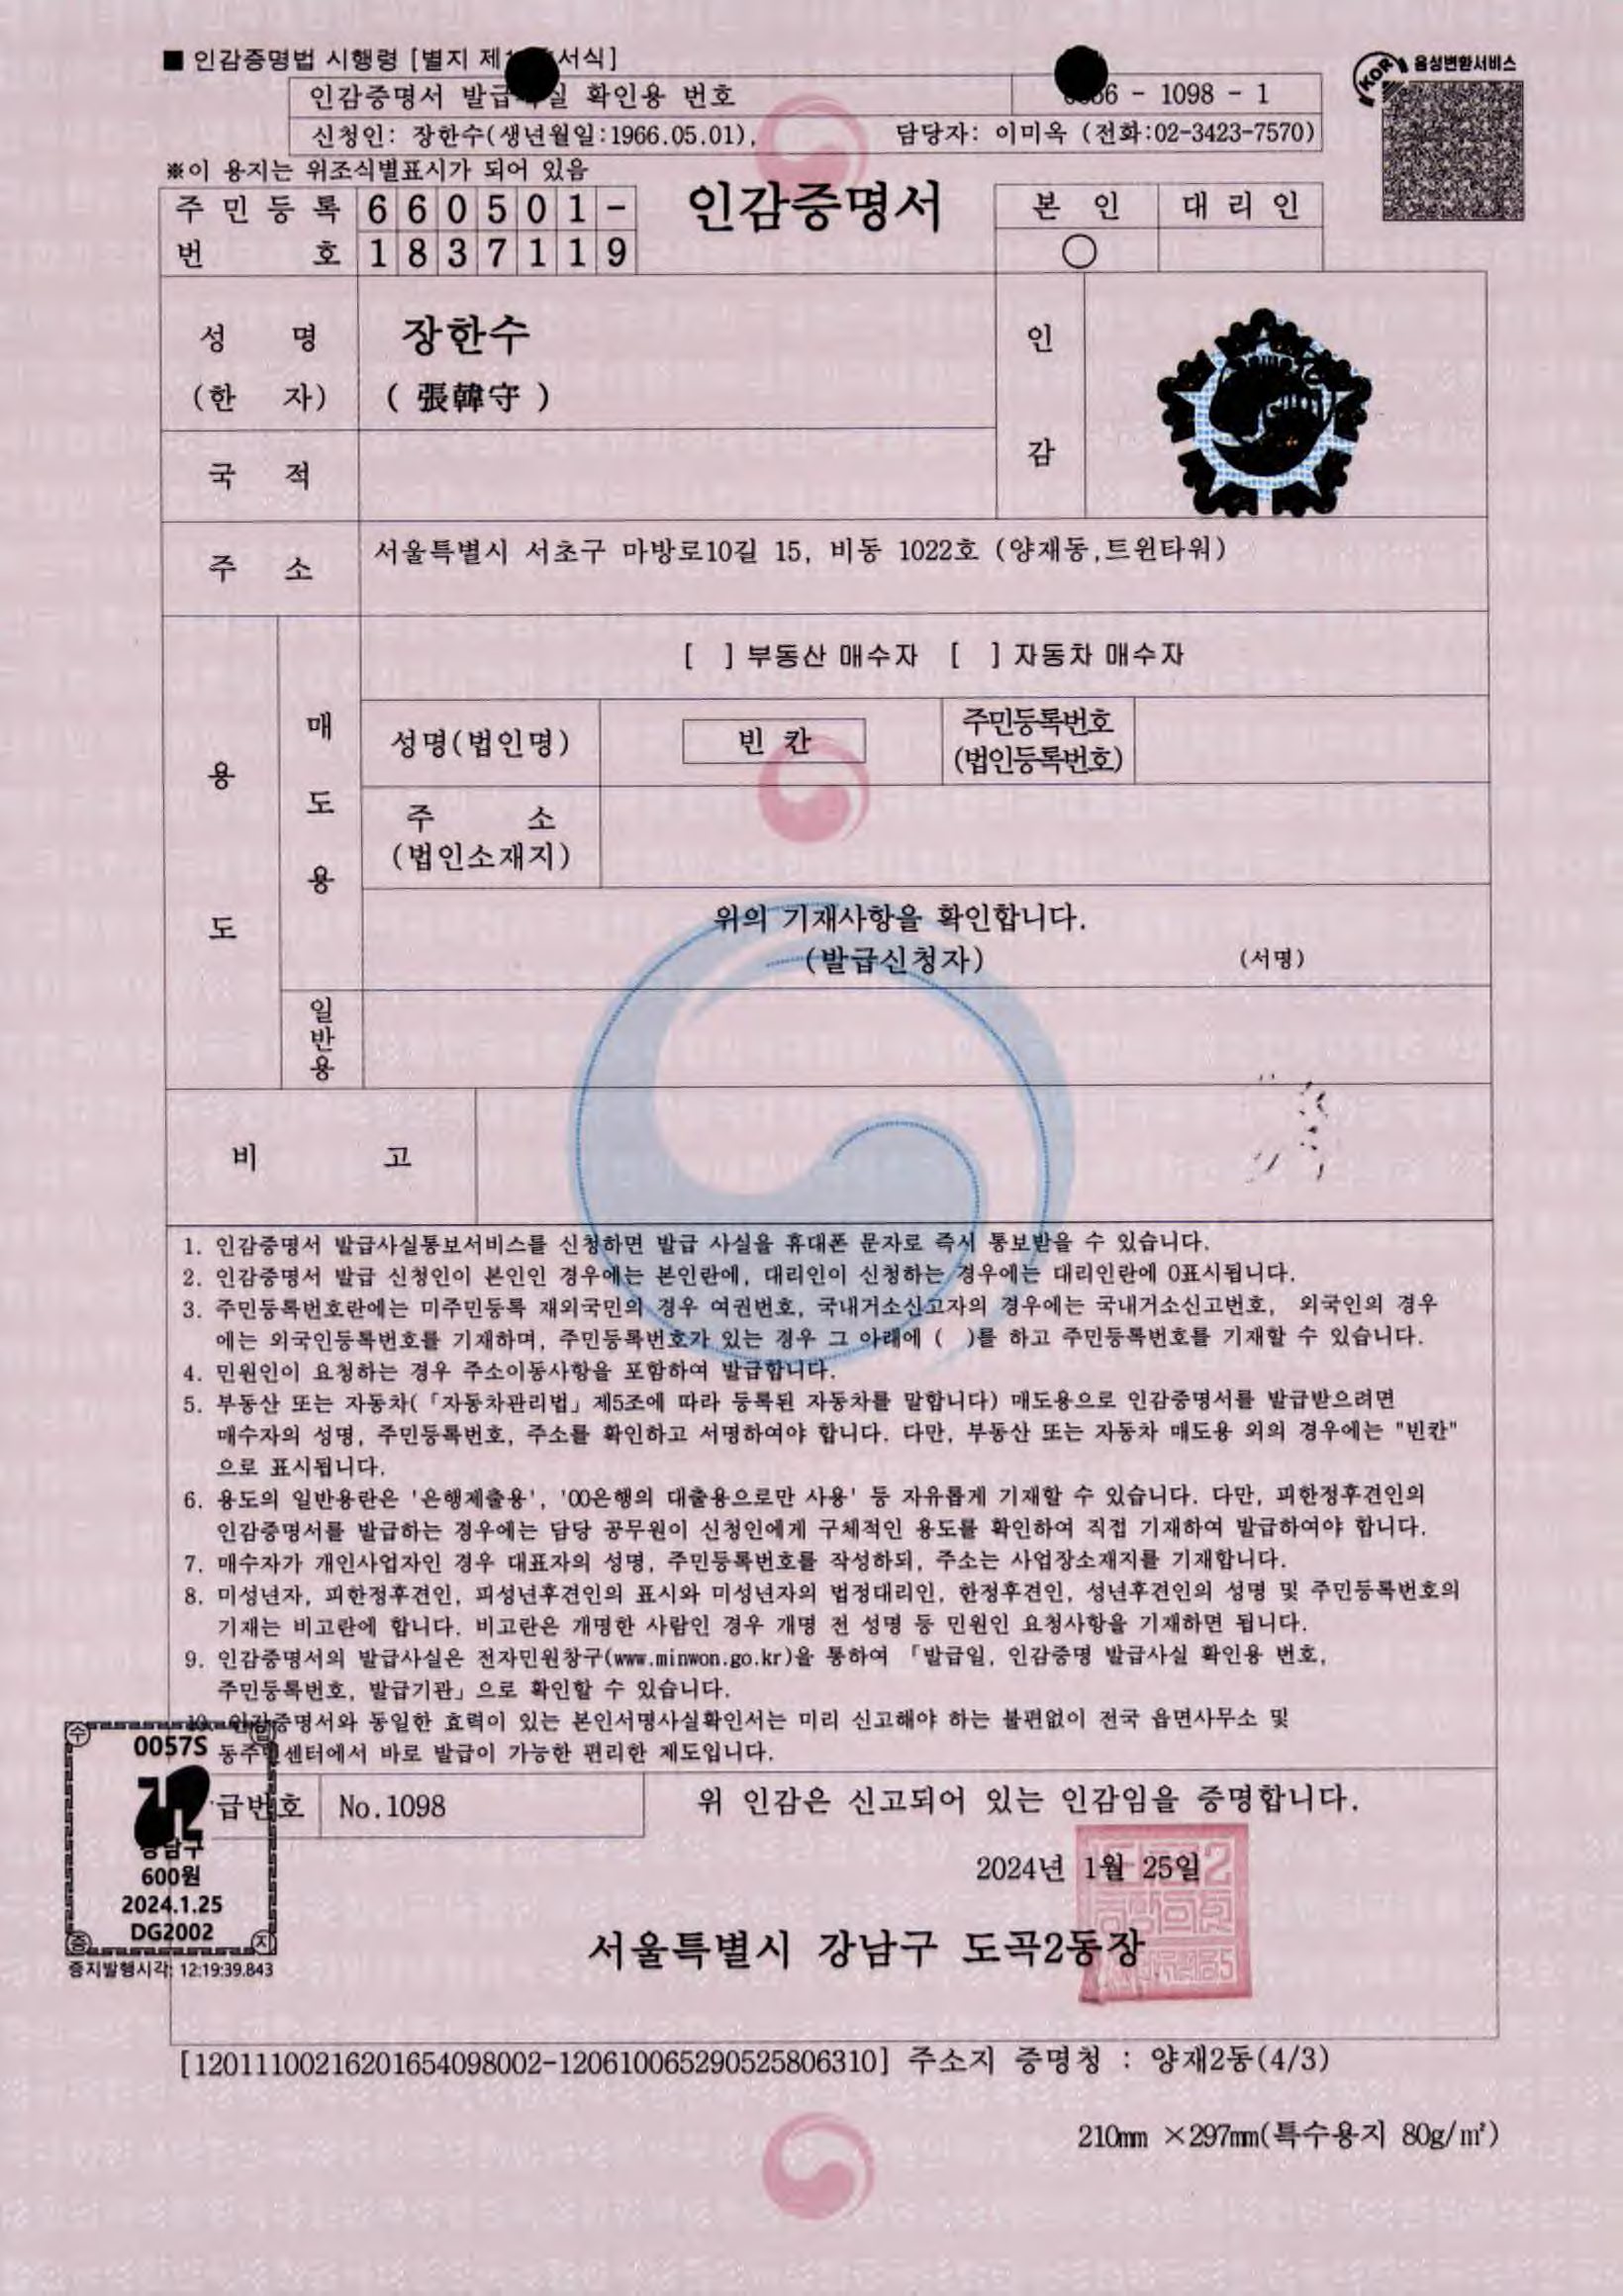 ■ 인감증명법 시행령 [별지 제 서식]
음성변환서비스
KOR
인감증명서 발급 실 확인용 번호 6 - 1098 - 1
신청인: 장한수(생년월일:1966.05.01), 담당자: 이미옥 (전화:02-3423-7570)
※이 용지는 위조식별표시가 되어 있음
주민등록 660501-
번호 1837119
인감증명서
본인 대리인
○
성명 장한수
(한자) (張韓守)
인감
국적
주소 서울특별시 서초구 마방로10길 15, 비동 1022호 (양재동,트윈타워)
용도
매도용
[ ] 부동산 매수자 [ ] 자동차 매수자
성명(법인명) 빈 칸 주민등록번호
(법인등록번호)
주소
(법인소재지)
위의 기재사항을 확인합니다.
(발급신청자) (서명)
일반용
비고
1. 인감증명서 발급사실통보서비스를 신청하면 발급 사실을 휴대폰 문자로 즉시 통보받을 수 있습니다.
2. 인감증명서 발급 신청인이 본인인 경우에는 본인란에, 대리인이 신청하는 경우에는 대리인란에 0표시됩니다.
3. 주민등록번호란에는 미주민등록 재외국민의 경우 여권번호, 국내거소신고자의 경우에는 국내거소신고번호, 외국인의 경우
에는 외국인등록번호를 기재하며, 주민등록번호가 있는 경우 그 아래에 ( )를 하고 주민등록번호를 기재할 수 있습니다.
4. 민원인이 요청하는 경우 주소이동사항을 포함하여 발급합니다.
5. 부동산 또는 자동차(「자동차관리법」 제5조에 따라 등록된 자동차를 말합니다) 매도용으로 인감증명서를 발급받으려면
매수자의 성명, 주민등록번호, 주소를 확인하고 서명하여야 합니다. 다만, 부동산 또는 자동차 매도용 외의 경우에는 "빈칸"
으로 표시됩니다.
6. 용도의 일반용란은 '은행제출용', '00은행의 대출용으로만 사용' 등 자유롭게 기재할 수 있습니다. 다만, 피한정후견인의
인감증명서를 발급하는 경우에는 담당 공무원이 신청인에게 구체적인 용도를 확인하여 직접 기재하여 발급하여야 합니다.
7. 매수자가 개인사업자인 경우 대표자의 성명, 주민등록번호를 작성하되, 주소는 사업장소재지를 기재합니다.
8. 미성년자, 피한정후견인, 피성년후견인의 표시와 미성년자의 법정대리인, 한정후견인, 성년후견인의 성명 및 주민등록번호의
기재는 비고란에 합니다. 비고란은 개명한 사람인 경우 개명 전 성명 등 민원인 요청사항을 기재하면 됩니다.
9. 인감증명서의 발급사실은 전자민원창구(www.minwon.go.kr)을 통하여 「발급일, 인감증명 발급사실 확인용 번호,
주민등록번호, 발급기관」으로 확인할 수 있습니다.
10. 인감증명서와 동일한 효력이 있는 본인서명사실확인서는 미리 신고해야 하는 불편없이 전국 읍면사무소 및
동주민센터에서 바로 발급이 가능한 편리한 제도입니다.
급번호 No.1098
위 인감은 신고되어 있는 인감임을 증명합니다.
2024년 1월 25일
서울특별시 강남구 도곡2동장
수
0057S
강남구
600원
2024.1.25
DG2002
증 지
증지발행시각: 12:19:39.843
[12011100216201654098002-120610065290525806310] 주소지 증명청 : 양재2동(4/3)
210mm ×297mm(특수용지 80g/㎡)